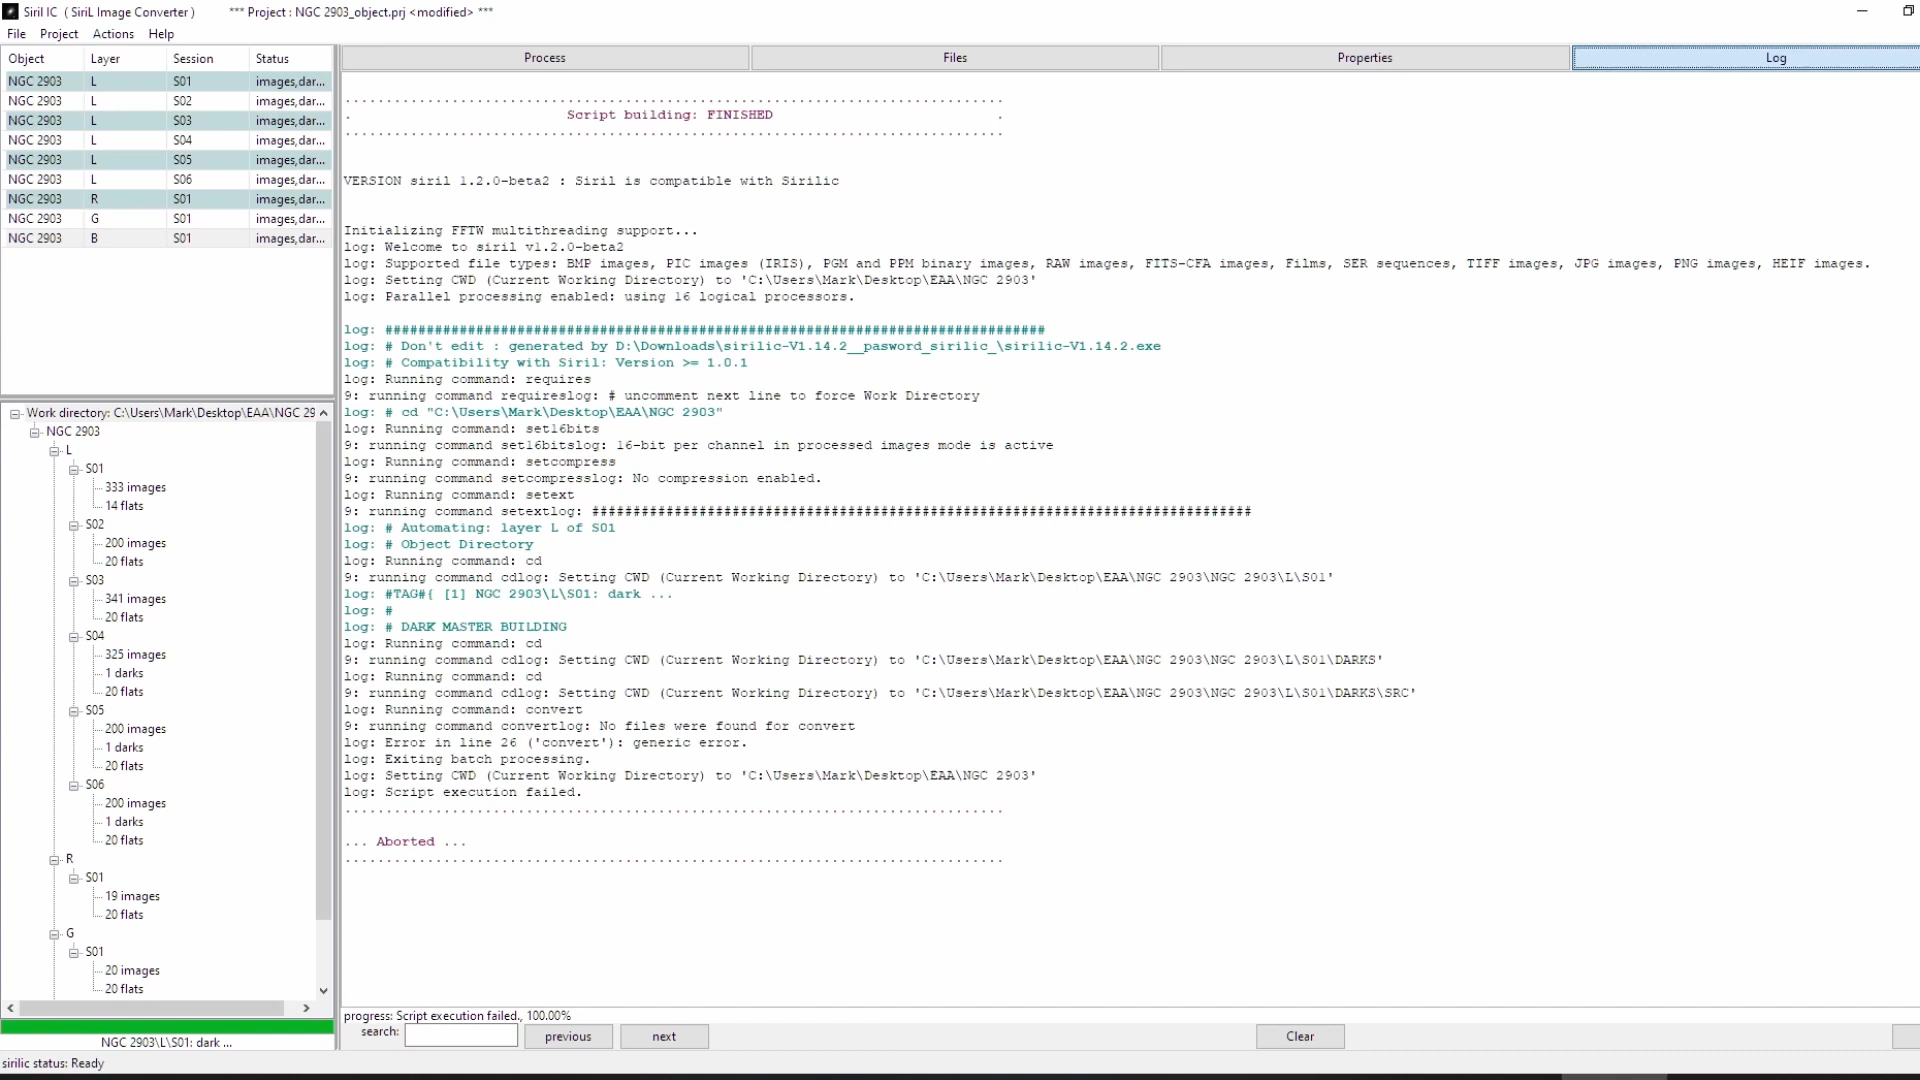 Siril IC ( SiriL Image Converter ) *** Project : NGC 2903_object.prj <modified> ***
File Project Actions Help
Object Layer Session Status
NGC 2903 L S01 images,dar...
NGC 2903 L S02 images,dar...
NGC 2903 L S03 images,dar...
NGC 2903 L S04 images,dar...
NGC 2903 L S05 images,dar...
NGC 2903 L S06 images,dar...
NGC 2903 R S01 images,dar...
NGC 2903 G S01 images,dar...
NGC 2903 B S01 images,dar...
Work directory: C:\Users\Mark\Desktop\EAA\NGC 29
NGC 2903
L
S01
333 images
14 flats
S02
200 images
20 flats
S03
341 images
20 flats
S04
325 images
1 darks
20 flats
S05
200 images
1 darks
20 flats
S06
200 images
1 darks
20 flats
R
S01
19 images
20 flats
G
S01
20 images
20 flats
NGC 2903\L\S01: dark ...
sirilic status: Ready
Process Files Properties Log
................................................................................
. Script building: FINISHED .
................................................................................
VERSION siril 1.2.0-beta2 : Siril is compatible with Sirilic
Initializing FFTW multithreading support...
log: Welcome to siril v1.2.0-beta2
log: Supported file types: BMP images, PIC images (IRIS), PGM and PPM binary images, RAW images, FITS-CFA images, Films, SER sequences, TIFF images, JPG images, PNG images, HEIF images.
log: Setting CWD (Current Working Directory) to 'C:\Users\Mark\Desktop\EAA\NGC 2903'
log: Parallel processing enabled: using 16 logical processors.
log: ################################################################################
log: # Don't edit : generated by D:\Downloads\sirilic-V1.14.2__pasword_sirilic_\sirilic-V1.14.2.exe
log: # Compatibility with Siril: Version >= 1.0.1
log: Running command: requires
9: running command requireslog: # uncomment next line to force Work Directory
log: # cd "C:\Users\Mark\Desktop\EAA\NGC 2903"
log: Running command: set16bits
9: running command set16bitslog: 16-bit per channel in processed images mode is active
log: Running command: setcompress
9: running command setcompresslog: No compression enabled.
log: Running command: setext
9: running command setextlog: ################################################################################
log: # Automating: layer L of S01
log: # Object Directory
log: Running command: cd
9: running command cdlog: Setting CWD (Current Working Directory) to 'C:\Users\Mark\Desktop\EAA\NGC 2903\NGC 2903\L\S01'
log: #TAG#{ [1] NGC 2903\L\S01: dark ...
log: #
log: # DARK MASTER BUILDING
log: Running command: cd
9: running command cdlog: Setting CWD (Current Working Directory) to 'C:\Users\Mark\Desktop\EAA\NGC 2903\NGC 2903\L\S01\DARKS'
log: Running command: cd
9: running command cdlog: Setting CWD (Current Working Directory) to 'C:\Users\Mark\Desktop\EAA\NGC 2903\NGC 2903\L\S01\DARKS\SRC'
log: Running command: convert
9: running command convertlog: No files were found for convert
log: Error in line 26 ('convert'): generic error.
log: Exiting batch processing.
log: Setting CWD (Current Working Directory) to 'C:\Users\Mark\Desktop\EAA\NGC 2903'
log: Script execution failed.
................................................................................
... Aborted ...
................................................................................
progress: Script execution failed., 100.00%
search: previous next Clear